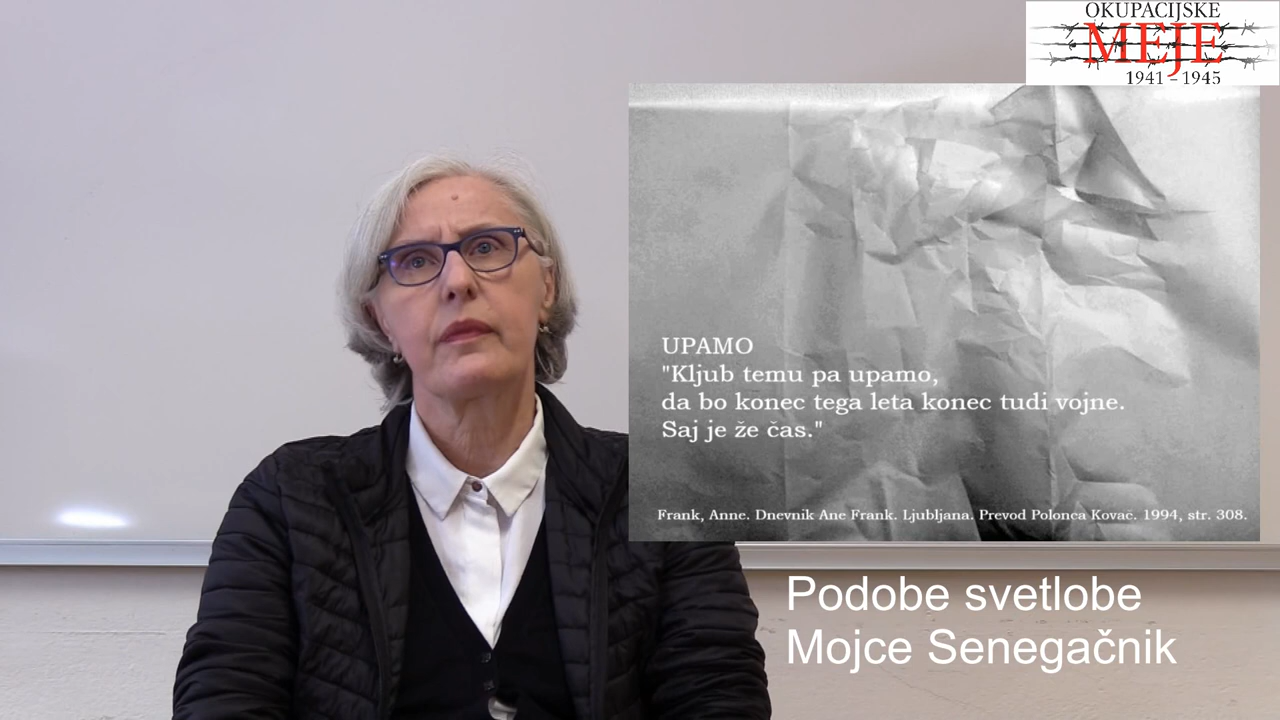 OKUPACIJSKE
MEJE
1941 – 1945
UPAMO
"Kljub temu pa upamo,
da bo konec tega leta konec tudi vojne.
Saj je že čas."
Frank, Anne. Dnevnik Ane Frank. Ljubljana. Prevod Polonca Kovač. 1994, str. 308.
Podobe svetlobe
Mojce Senegačnik